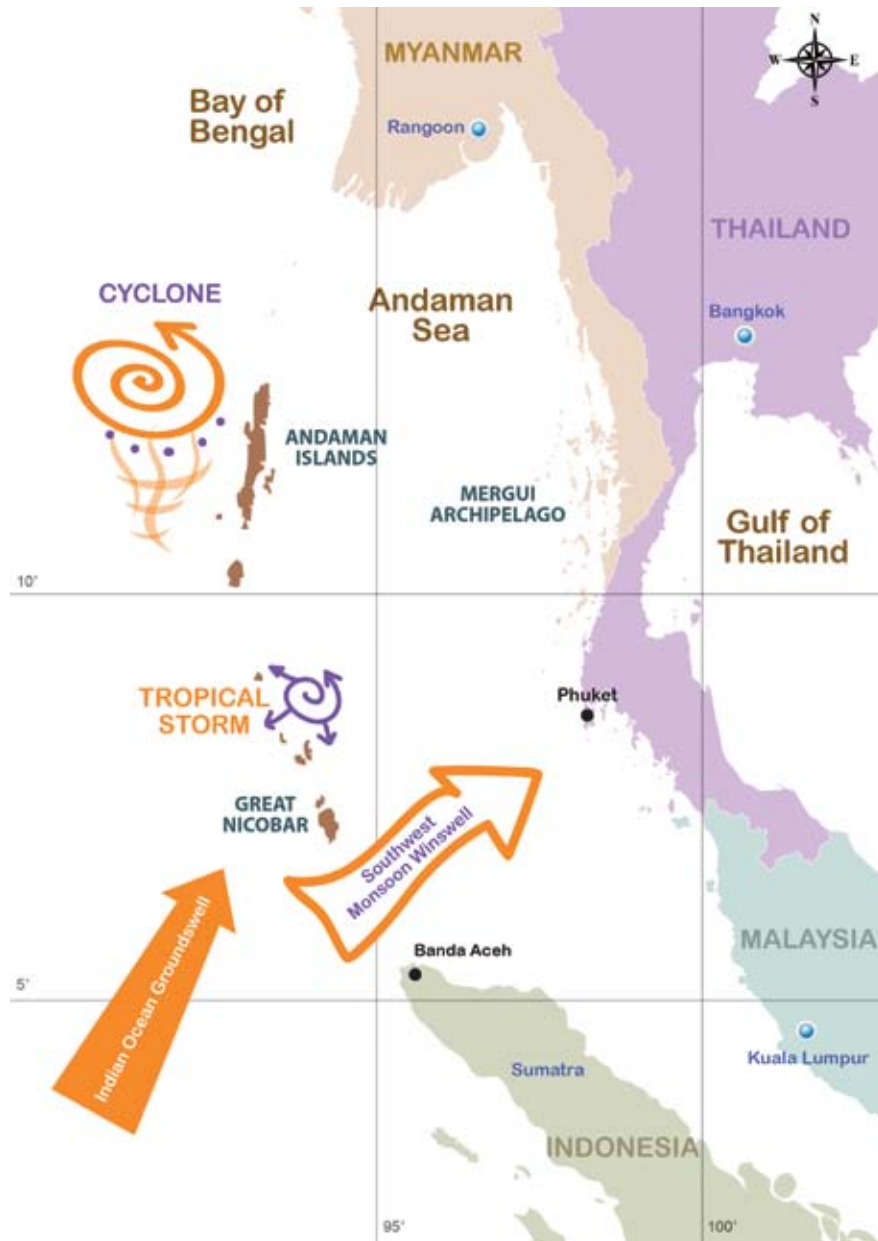 N
W E
S
MYANMAR
Bay of
Bengal
Rangoon
THAILAND
CYCLONE
Andaman
Sea
Bangkok
ANDAMAN
ISLANDS
MERGUI
ARCHIPELAGO
Gulf of
Thailand
10'
TROPICAL
STORM
Phuket
GREAT
NICOBAR
Southwest
Monsoon Winswell
Indian Ocean Groundswell
Banda Aceh
MALAYSIA
5'
Kuala Lumpur
Sumatra
INDONESIA
95'
100'